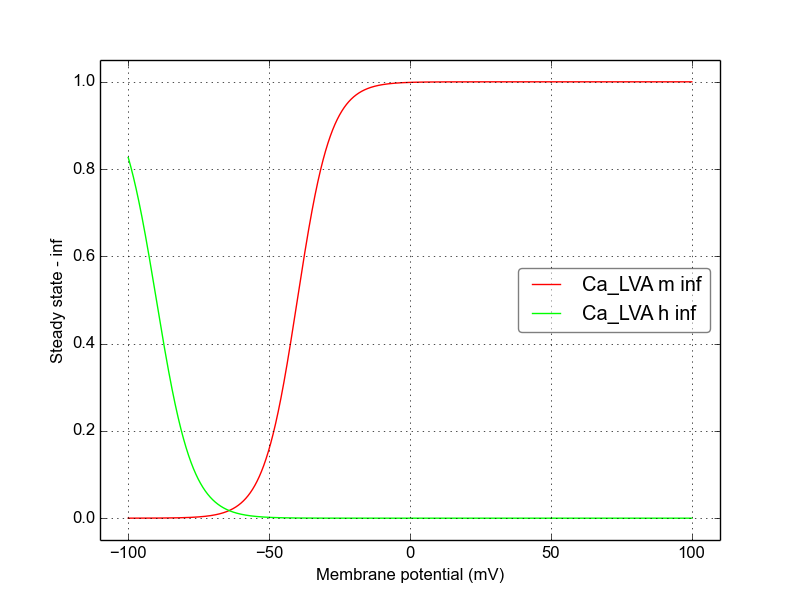 1.0
0.8
0.6
0.4
0.2
0.0
Steady state - inf
Ca_LVA m inf
Ca_LVA h inf
−100
−50
0
50
100
Membrane potential (mV)